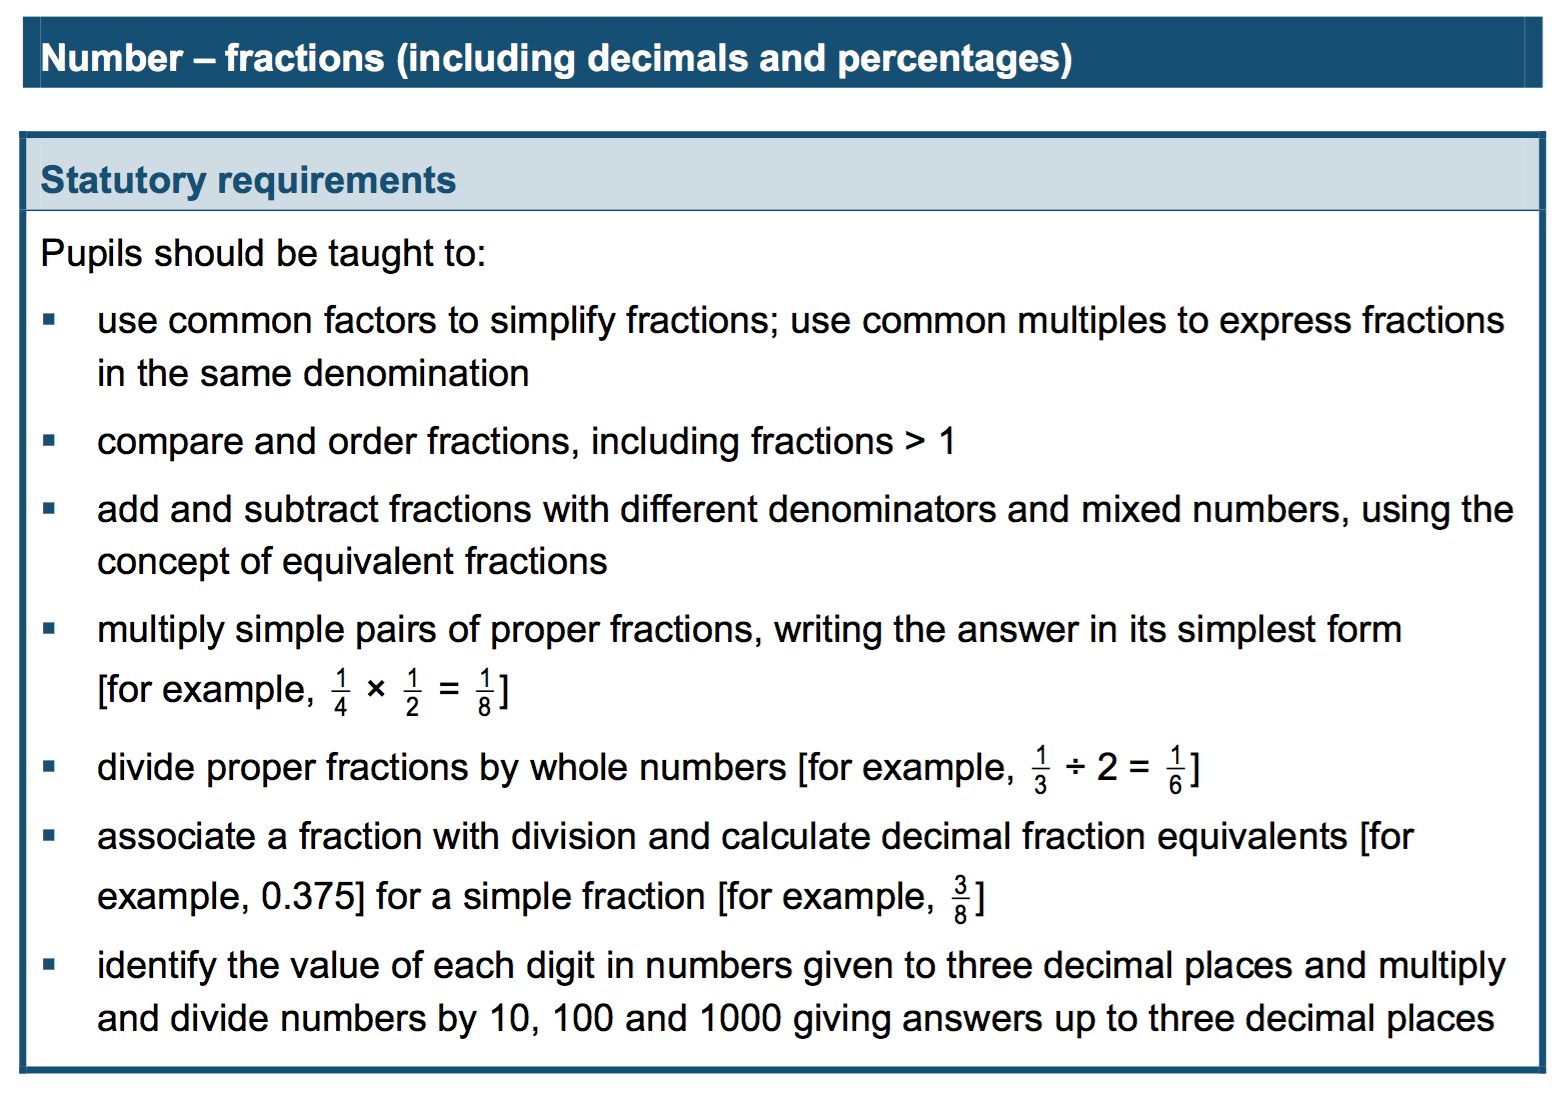 Number – fractions (including decimals and percentages)
Statutory requirements
Pupils should be taught to:
▪ use common factors to simplify fractions; use common multiples to express fractions
in the same denomination
▪ compare and order fractions, including fractions > 1
▪ add and subtract fractions with different denominators and mixed numbers, using the
concept of equivalent fractions
▪ multiply simple pairs of proper fractions, writing the answer in its simplest form
[for example, 1/4 × 1/2 = 1/8]
▪ divide proper fractions by whole numbers [for example, 1/3 ÷ 2 = 1/6]
▪ associate a fraction with division and calculate decimal fraction equivalents [for
example, 0.375] for a simple fraction [for example, 3/8]
▪ identify the value of each digit in numbers given to three decimal places and multiply
and divide numbers by 10, 100 and 1000 giving answers up to three decimal places